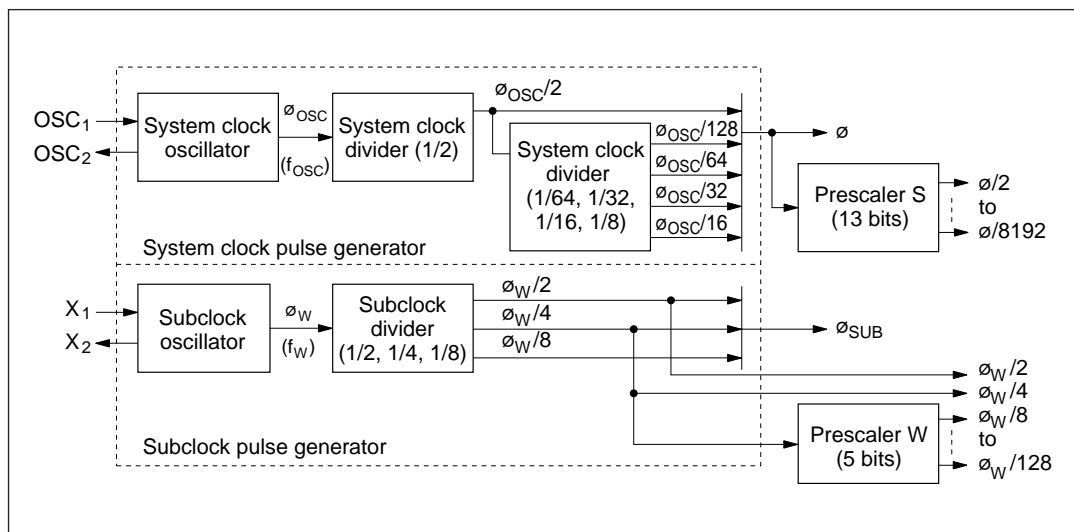 OSC1
OSC2
System clock
oscillator
øOSC
(fOSC)
System clock
divider (1/2)
øOSC/2
System clock
divider
(1/64, 1/32,
1/16, 1/8)
øOSC/128
øOSC/64
øOSC/32
øOSC/16
ø
Prescaler S
(13 bits)
ø/2
to
ø/8192
System clock pulse generator
X1
X2
Subclock
oscillator
øW
(fW)
Subclock
divider
(1/2, 1/4, 1/8)
øW/2
øW/4
øW/8
øSUB
øW/2
øW/4
Prescaler W
(5 bits)
øW/8
to
øW/128
Subclock pulse generator